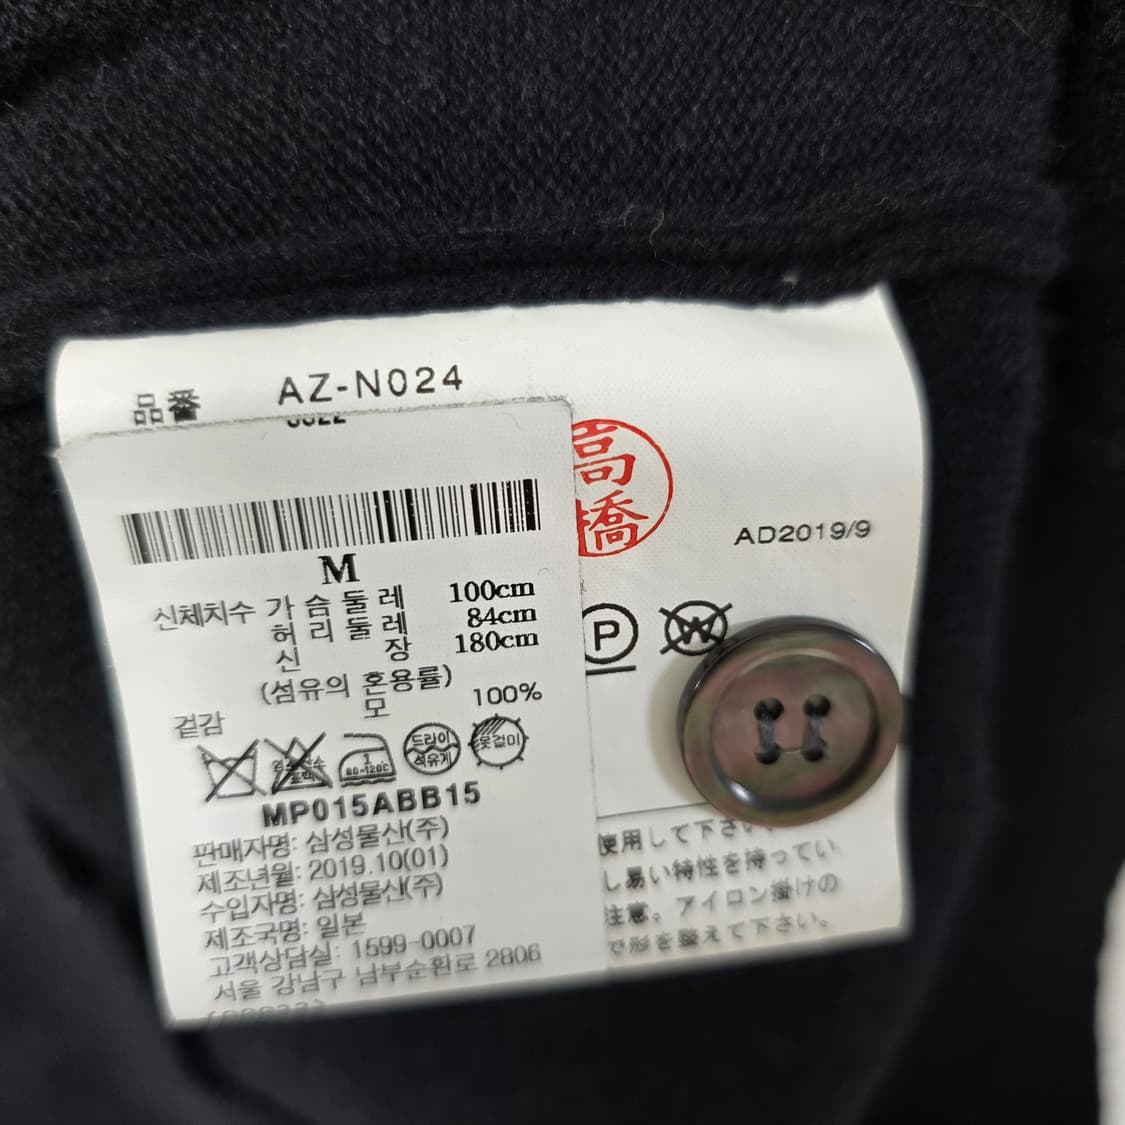 品番 AZ-N024
高
橋
AD2019/9
M
신체치수 가슴둘레 100cm
허리둘레 84cm
신장 180cm
(섬유의 혼용률)
겉감 모 100%
드라이
석유계
옷걸이
80~120℃
P
W
MP015ABB15
판매자명: 삼성물산(주)
제조년월: 2019.10(01)
수입자명: 삼성물산(주)
제조국명: 일본
고객상담실: 1599-0007
서울 강남구 남부순환로 2806
使用して下さい
し易い特性を持ってい
注意。アイロン掛けの
で形を整えて下さい。